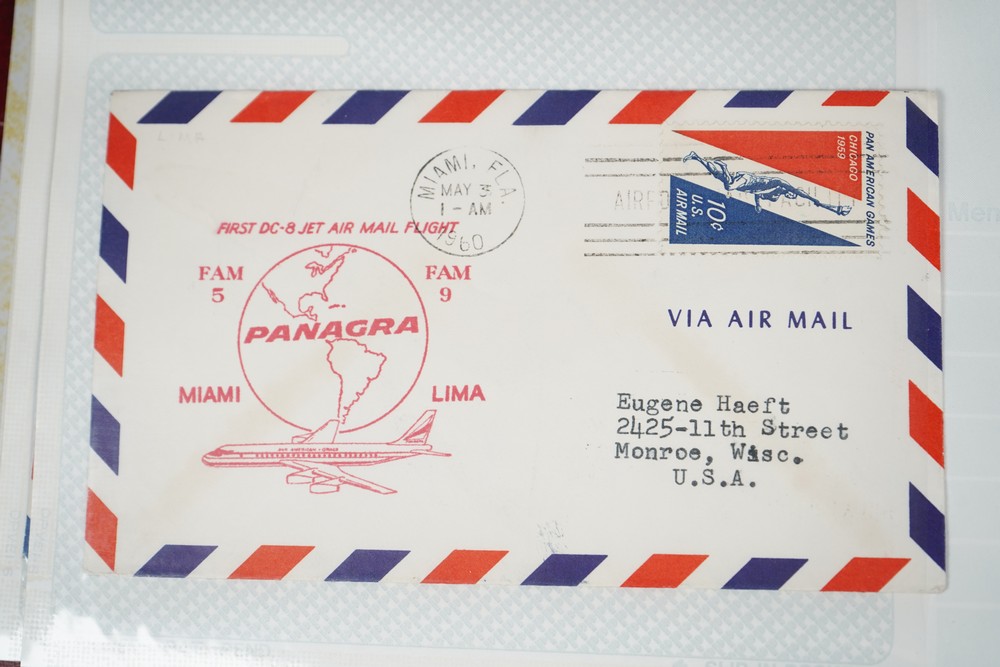 MIAMI, FLA.
MAY 3
1 - AM
1960
PAN AMERICAN GAMES
CHICAGO
1959
10¢
U.S.
AIR MAIL
FIRST DC-8 JET AIR MAIL FLIGHT
FAM
5
FAM
9
PANAGRA
MIAMI
LIMA
VIA AIR MAIL
Eugene Haeft
2425-11th Street
Monroe, Wisc.
U.S.A.